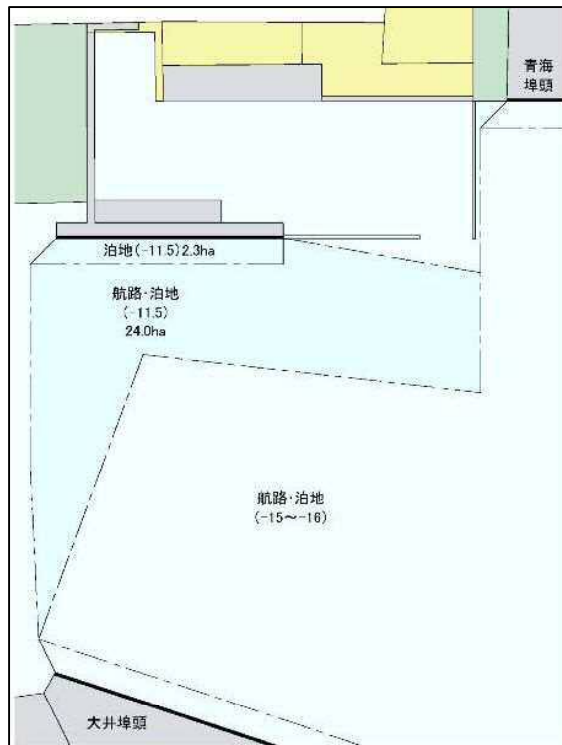 青海
埠頭
泊地(-11.5)2.3ha
航路・泊地
(-11.5)
24.0ha
航路・泊地
(-15~-16)
大井埠頭